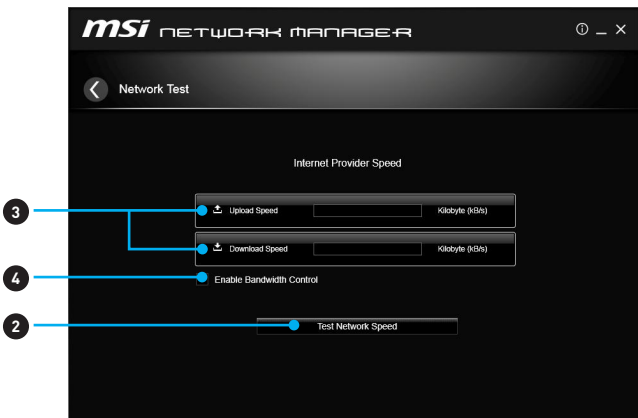 msi NETWORK MANAGER
Network Test
Internet Provider Speed
3
Upload Speed Kilobyte (kB/s)
Download Speed Kilobyte (kB/s)
4
Enable Bandwidth Control
2
Test Network Speed